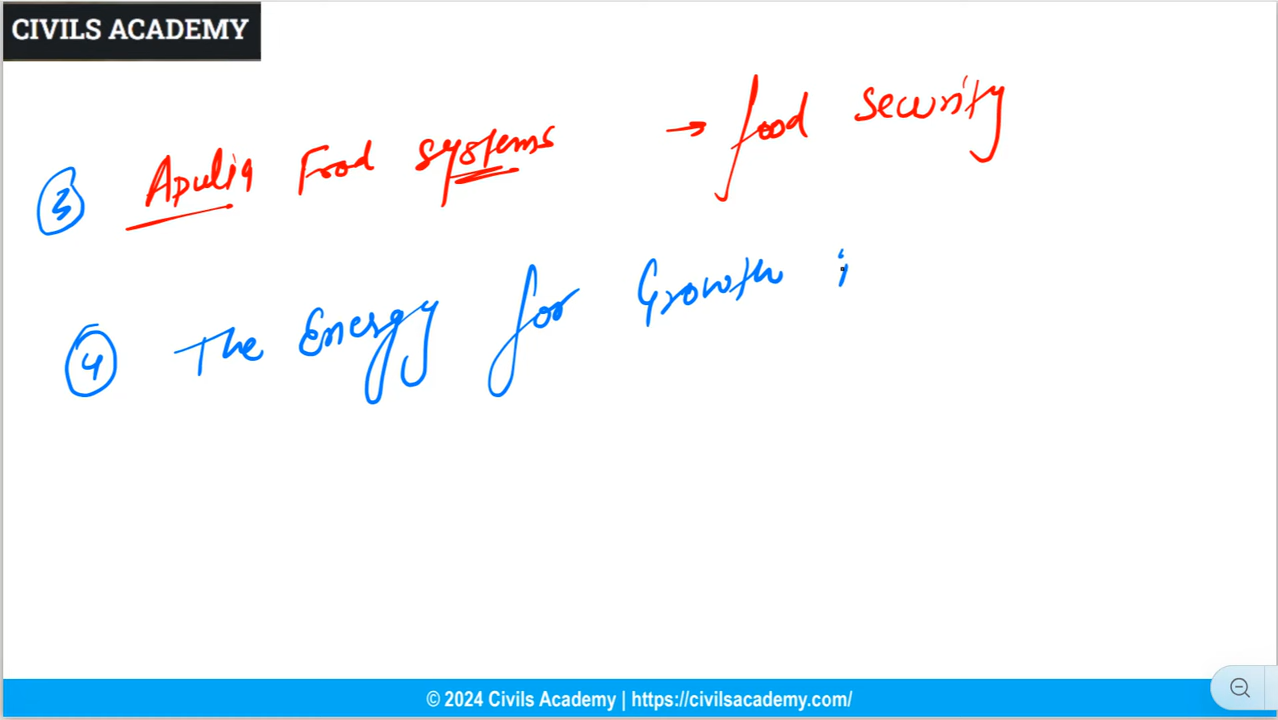 CIVILS ACADEMY
③ Apulia Food systems → food security
④ The Energy for Growth i
© 2024 Civils Academy | https://civilsacademy.com/